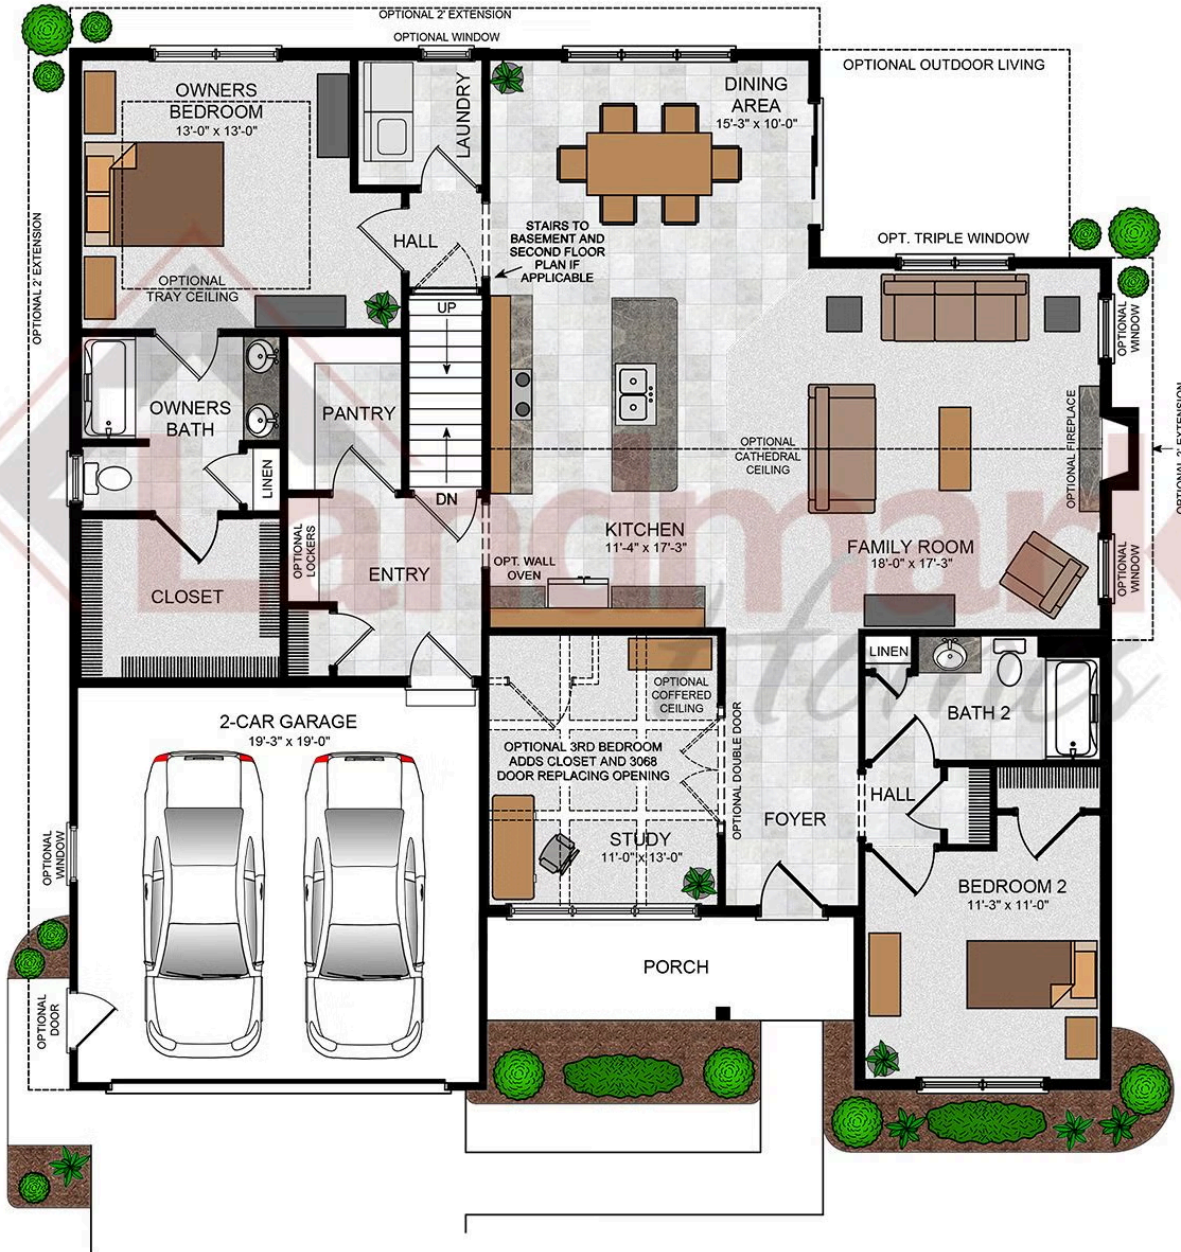 OPTIONAL 2' EXTENSION
OPTIONAL WINDOW
OWNERS
BEDROOM
13'-0" x 13'-0"
LAUNDRY
DINING
AREA
15'-3" x 10'-0"
OPTIONAL OUTDOOR LIVING
OPTIONAL 2' EXTENSION
HALL
STAIRS TO
BASEMENT AND
SECOND FLOOR
PLAN IF
APPLICABLE
OPT. TRIPLE WINDOW
OPTIONAL
TRAY CEILING
UP
OPTIONAL
WINDOW
OWNERS
BATH
PANTRY
OPTIONAL
CATHEDRAL
CEILING
OPTIONAL FIREPLACE
OPTIONAL 2' EXTENSION
LINEN
DN
Landmark
Homes
KITCHEN
11'-4" x 17'-3"
FAMILY ROOM
18'-0" x 17'-3"
OPTIONAL
LOCKERS
ENTRY
OPT. WALL
OVEN
OPTIONAL
WINDOW
CLOSET
LINEN
OPTIONAL
COFFERED
CEILING
BATH 2
2-CAR GARAGE
19'-3" x 19'-0"
OPTIONAL 3RD BEDROOM
ADDS CLOSET AND 3068
DOOR REPLACING OPENING
OPTIONAL DOUBLE DOOR
HALL
FOYER
STUDY
11'-0" x 13'-0"
OPTIONAL
WINDOW
BEDROOM 2
11'-3" x 11'-0"
PORCH
OPTIONAL
DOOR